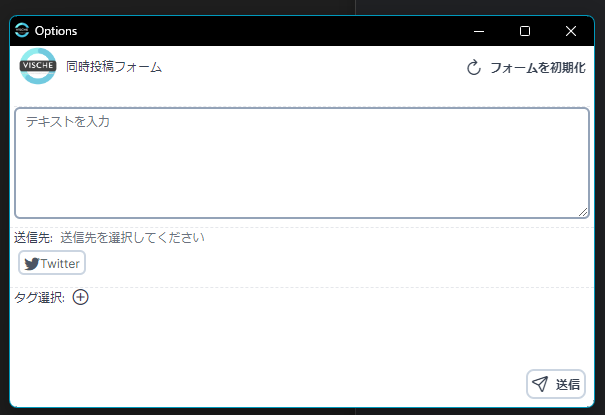 Options
VISCHE 同時投稿フォーム フォームを初期化
テキストを入力
送信先: 送信先を選択してください
Twitter
タグ選択:
送信